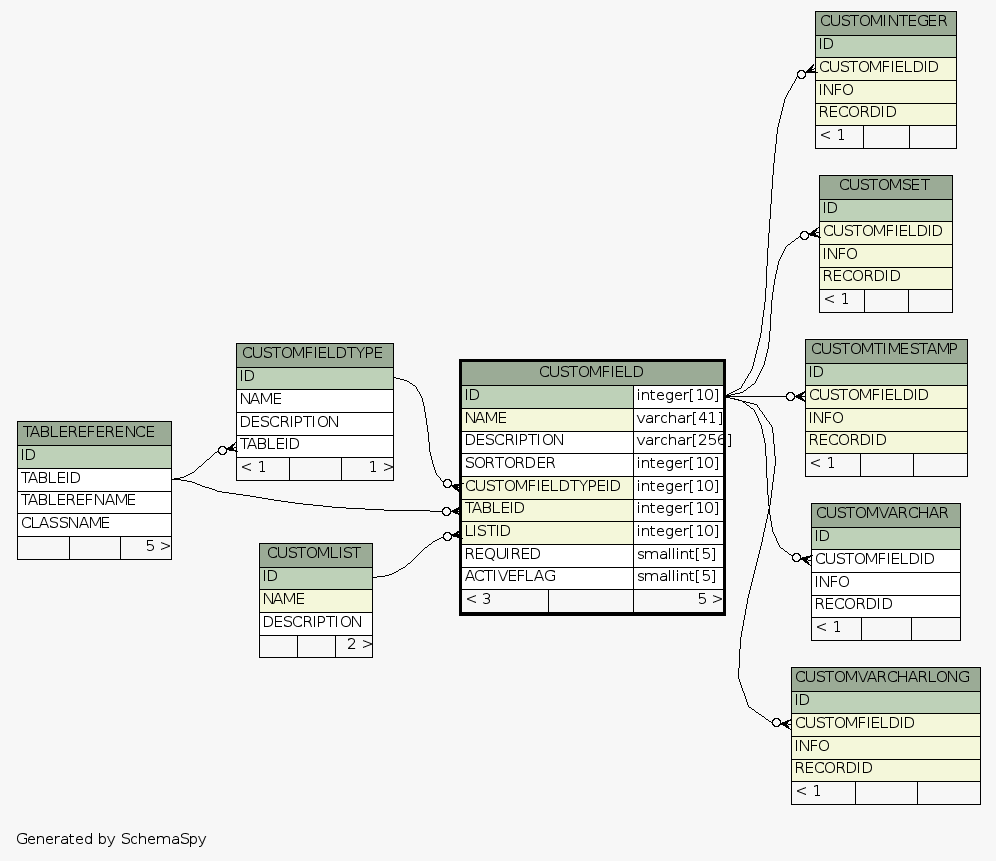 CUSTOMINTEGER
ID
CUSTOMFIELDID
INFO
RECORDID
< 1
CUSTOMSET
ID
CUSTOMFIELDID
INFO
RECORDID
< 1
CUSTOMFIELDTYPE
ID
NAME
DESCRIPTION
TABLEID
< 1 1 >
TABLEREFERENCE
ID
TABLEID
TABLEREFNAME
CLASSNAME
5 >
CUSTOMLIST
ID
NAME
DESCRIPTION
2 >
CUSTOMFIELD
ID integer[10]
NAME varchar[41]
DESCRIPTION varchar[256]
SORTORDER integer[10]
CUSTOMFIELDTYPEID integer[10]
TABLEID integer[10]
LISTID integer[10]
REQUIRED smallint[5]
ACTIVEFLAG smallint[5]
< 3 5 >
CUSTOMTIMESTAMP
ID
CUSTOMFIELDID
INFO
RECORDID
< 1
CUSTOMVARCHAR
ID
CUSTOMFIELDID
INFO
RECORDID
< 1
CUSTOMVARCHARLONG
ID
CUSTOMFIELDID
INFO
RECORDID
< 1
Generated by SchemaSpy